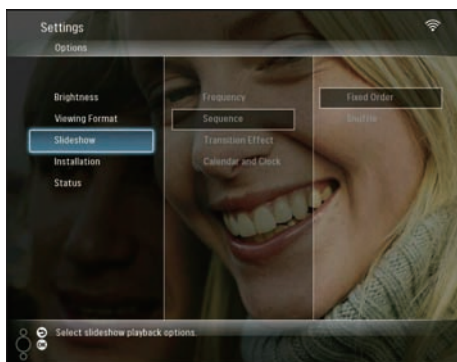 Settings
Options
Brightness
Viewing Format
Slideshow
Installation
Status
Frequency
Sequence
Transition Effect
Calendar and Clock
Fixed Order
Shuffle
Select slideshow playback options.
OK